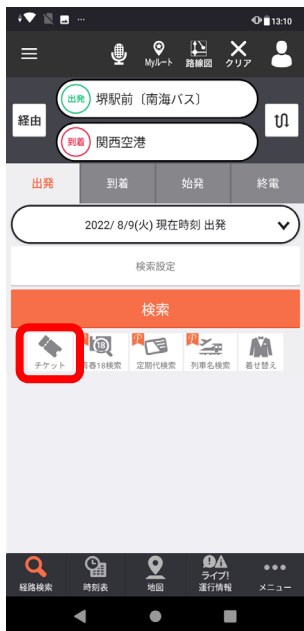 13:10
Myルート 路線図 クリア
経由
出発 堺駅前〔南海バス〕
到着 関西空港
出発 到着 始発 終電
2022/ 8/9(火) 現在時刻 出発
検索設定
検索
チケット 青春18検索 定期代検索 列車名検索 着せ替え
経路検索 時刻表 地図 ライブ!運行情報 メニュー